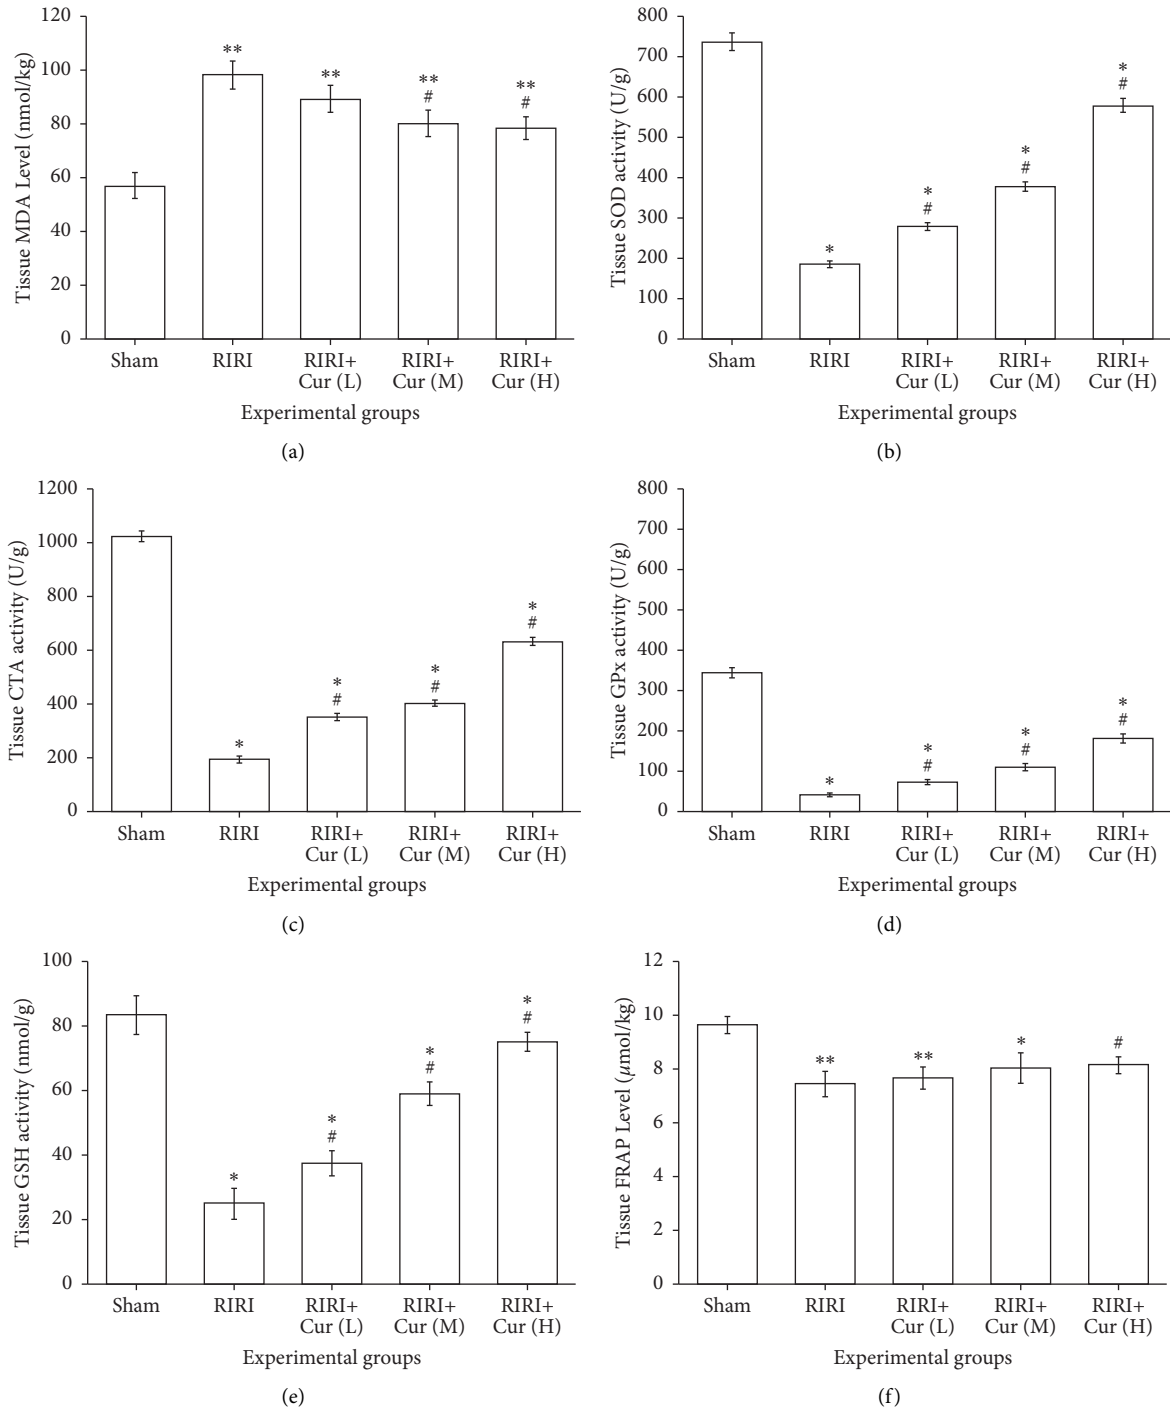 120
100
80
60
40
20
0
Tissue MDA Level (nmol/kg)
**
**
**
#
**
#
Sham
RIRI
RIRI+
Cur (L)
RIRI+
Cur (M)
RIRI+
Cur (H)
Experimental groups
(a)
800
700
600
500
400
300
200
100
0
Tissue SOD activity (U/g)
*
*
#
*
#
*
#
Sham
RIRI
RIRI+
Cur (L)
RIRI+
Cur (M)
RIRI+
Cur (H)
Experimental groups
(b)
1200
1000
800
600
400
200
0
Tissue CTA activity (U/g)
*
*
#
*
#
*
#
Sham
RIRI
RIRI+
Cur (L)
RIRI+
Cur (M)
RIRI+
Cur (H)
Experimental groups
(c)
800
700
600
500
400
300
200
100
0
Tissue GPx activity (U/g)
*
*
#
*
#
*
#
Sham
RIRI
RIRI+
Cur (L)
RIRI+
Cur (M)
RIRI+
Cur (H)
Experimental groups
(d)
100
80
60
40
20
0
Tissue GSH activity (nmol/g)
*
*
#
*
#
*
#
Sham
RIRI
RIRI+
Cur (L)
RIRI+
Cur (M)
RIRI+
Cur (H)
Experimental groups
(e)
12
10
8
6
4
2
0
Tissue FRAP Level (μmol/kg)
**
**
*
#
Sham
RIRI
RIRI+
Cur (L)
RIRI+
Cur (M)
RIRI+
Cur (H)
Experimental groups
(f)